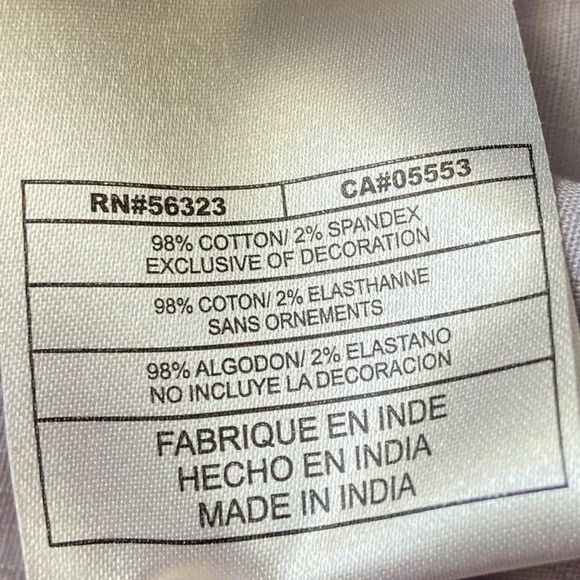 RN#56323 CA#05553
98% COTTON/ 2% SPANDEX
EXCLUSIVE OF DECORATION
98% COTON/ 2% ELASTHANNE
SANS ORNEMENTS
98% ALGODON/ 2% ELASTANO
NO INCLUYE LA DECORACION
FABRIQUE EN INDE
HECHO EN INDIA
MADE IN INDIA